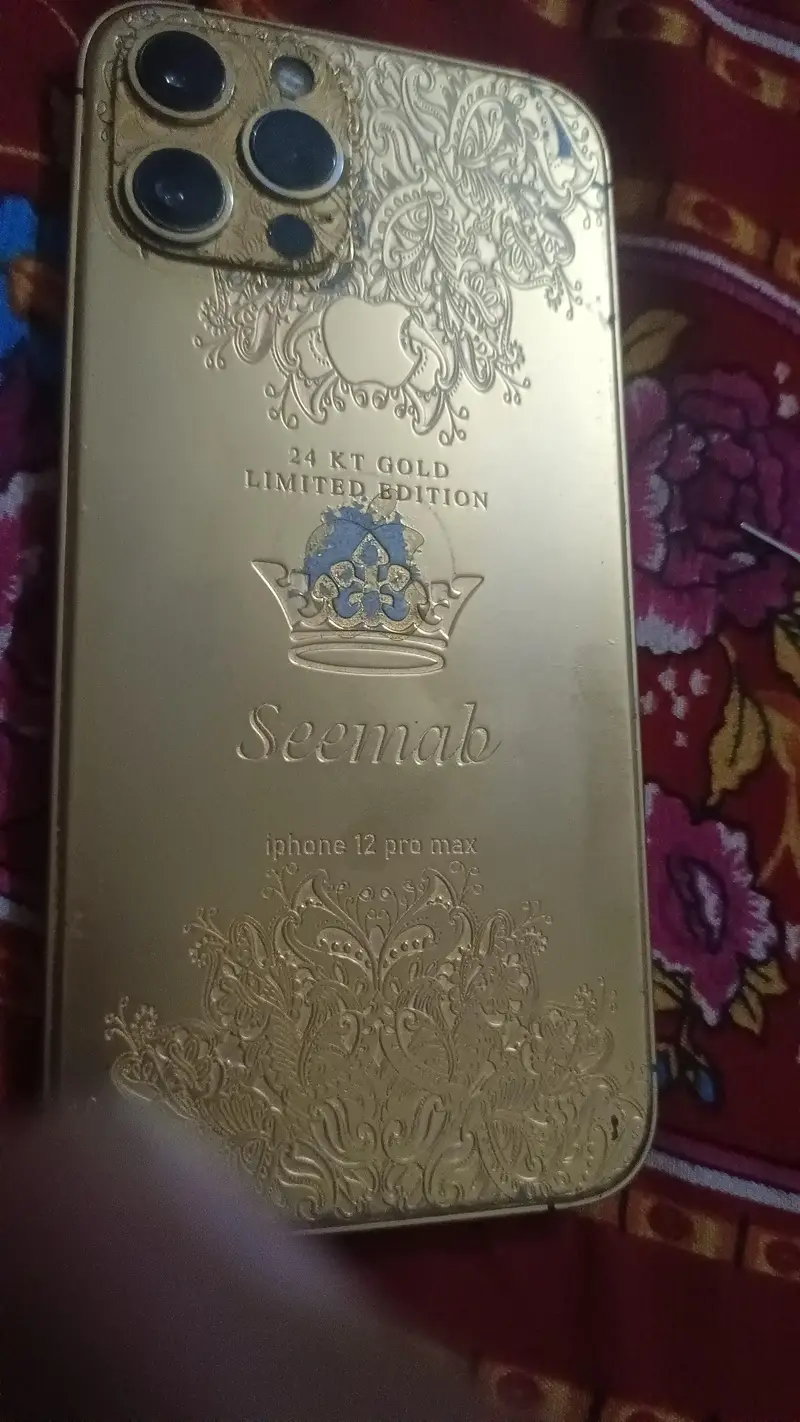 24 KT GOLD
LIMITED EDITION
Seemab
iphone 12 pro max